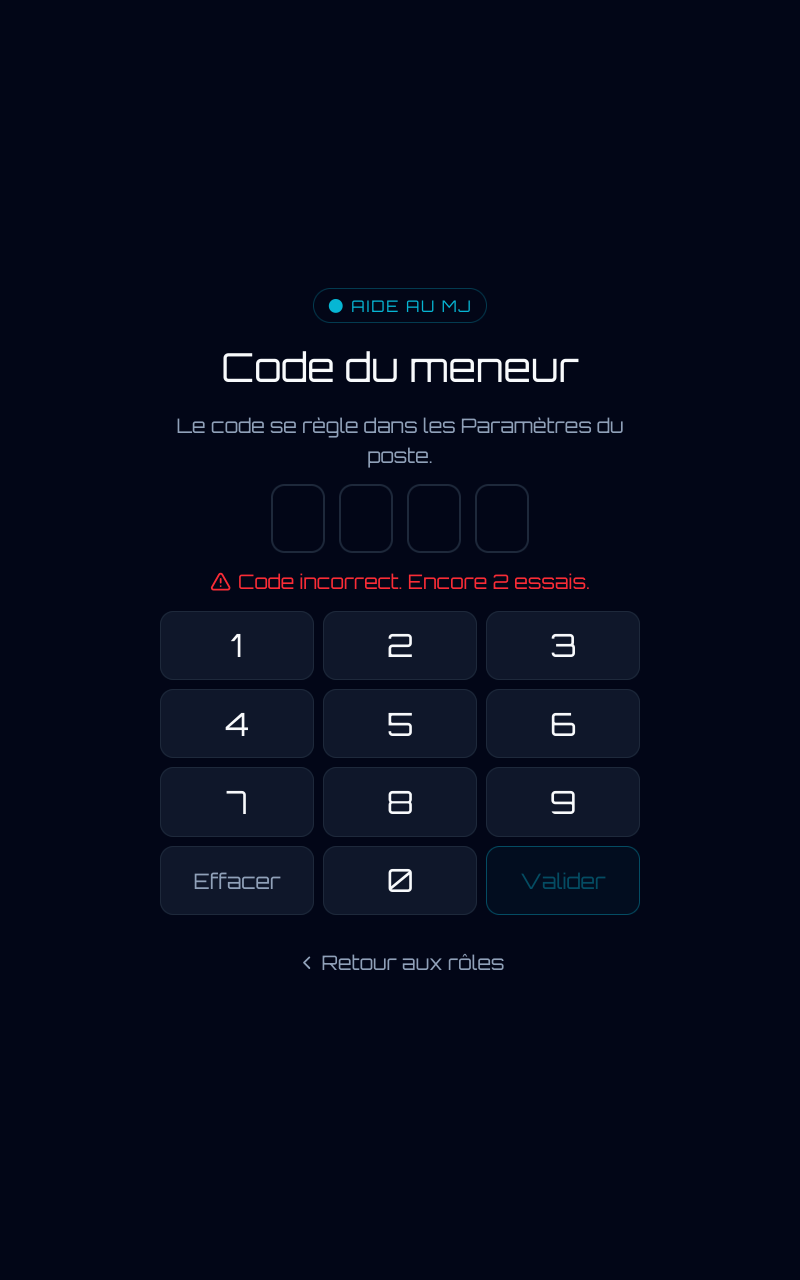 AIDE AU MJ
Code du meneur
Le code se règle dans les Paramètres du
poste.
Code incorrect. Encore 2 essais.
1 2 3
4 5 6
7 8 9
Effacer 0 Valider
Retour aux rôles